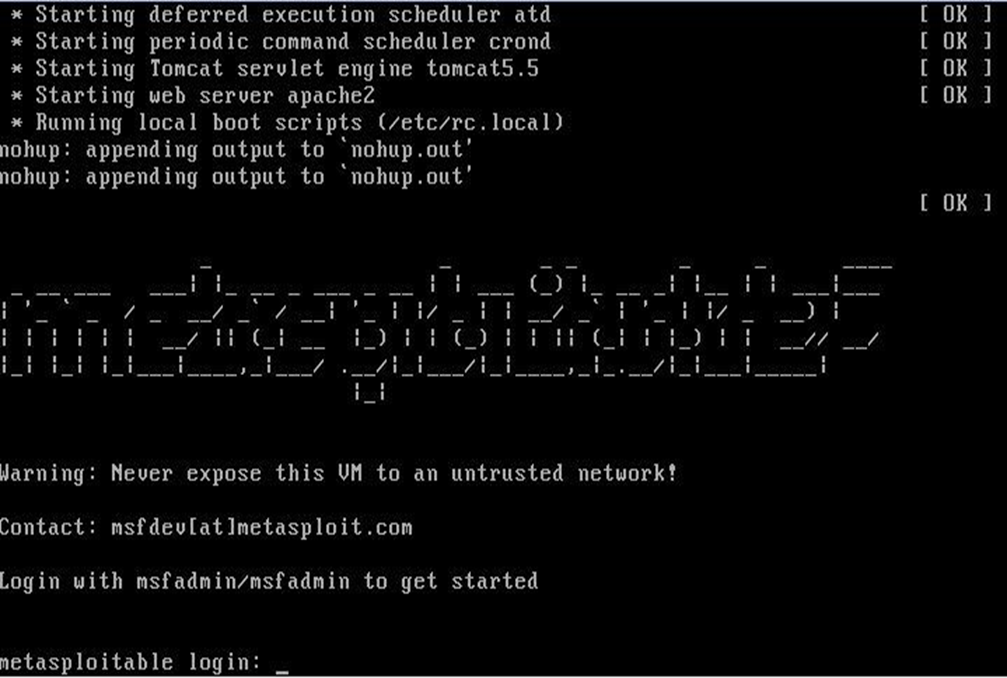 * Starting deferred execution scheduler atd [ OK ]
* Starting periodic command scheduler crond [ OK ]
* Starting Tomcat servlet engine tomcat5.5 [ OK ]
* Starting web server apache2 [ OK ]
* Running local boot scripts (/etc/rc.local)
nohup: appending output to `nohup.out'
nohup: appending output to `nohup.out'
[ OK ]
metasploitable2
Warning: Never expose this VM to an untrusted network!
Contact: msfdev[at]metasploit.com
Login with msfadmin/msfadmin to get started
metasploitable login: _